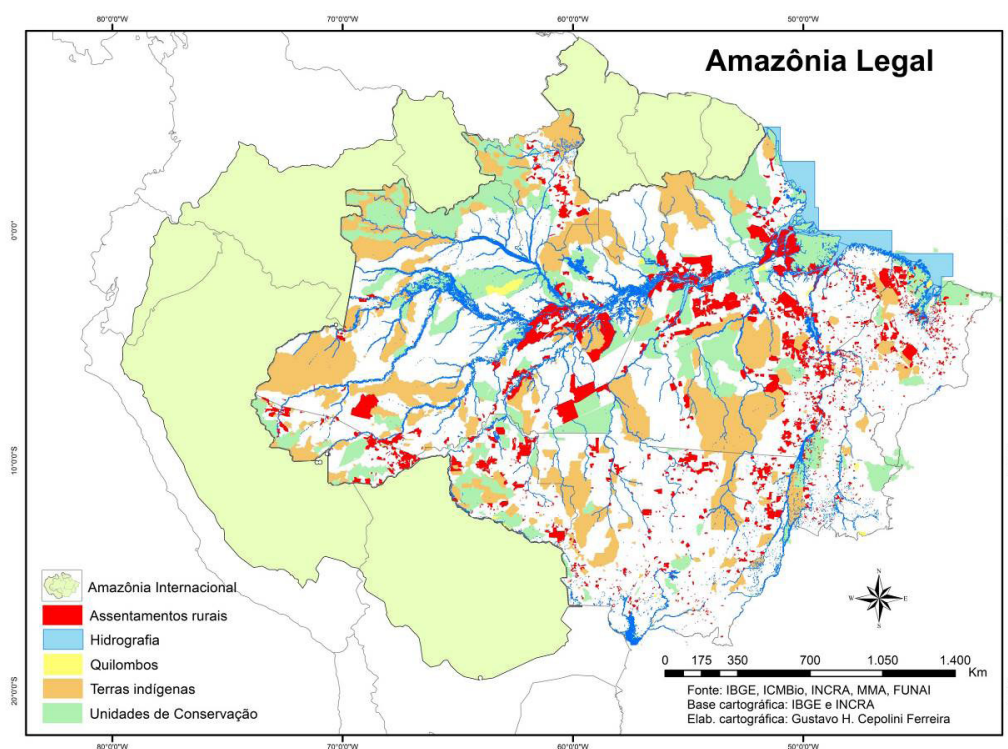 80°0'0"W 70°0'0"W 60°0'0"W 50°0'0"W
Amazônia Legal
0°0'0"
10°0'0"S
20°0'0"S
Amazônia Internacional
Assentamentos rurais
Hidrografia
Quilombos
Terras indígenas
Unidades de Conservação
N
W E
S
0 175 350 700 1.050 1.400
Km
Fonte: IBGE, ICMBio, INCRA, MMA, FUNAI
Base cartográfica: IBGE e INCRA
Elab. cartográfica: Gustavo H. Cepolini Ferreira
80°0'0"W 70°0'0"W 60°0'0"W 50°0'0"W